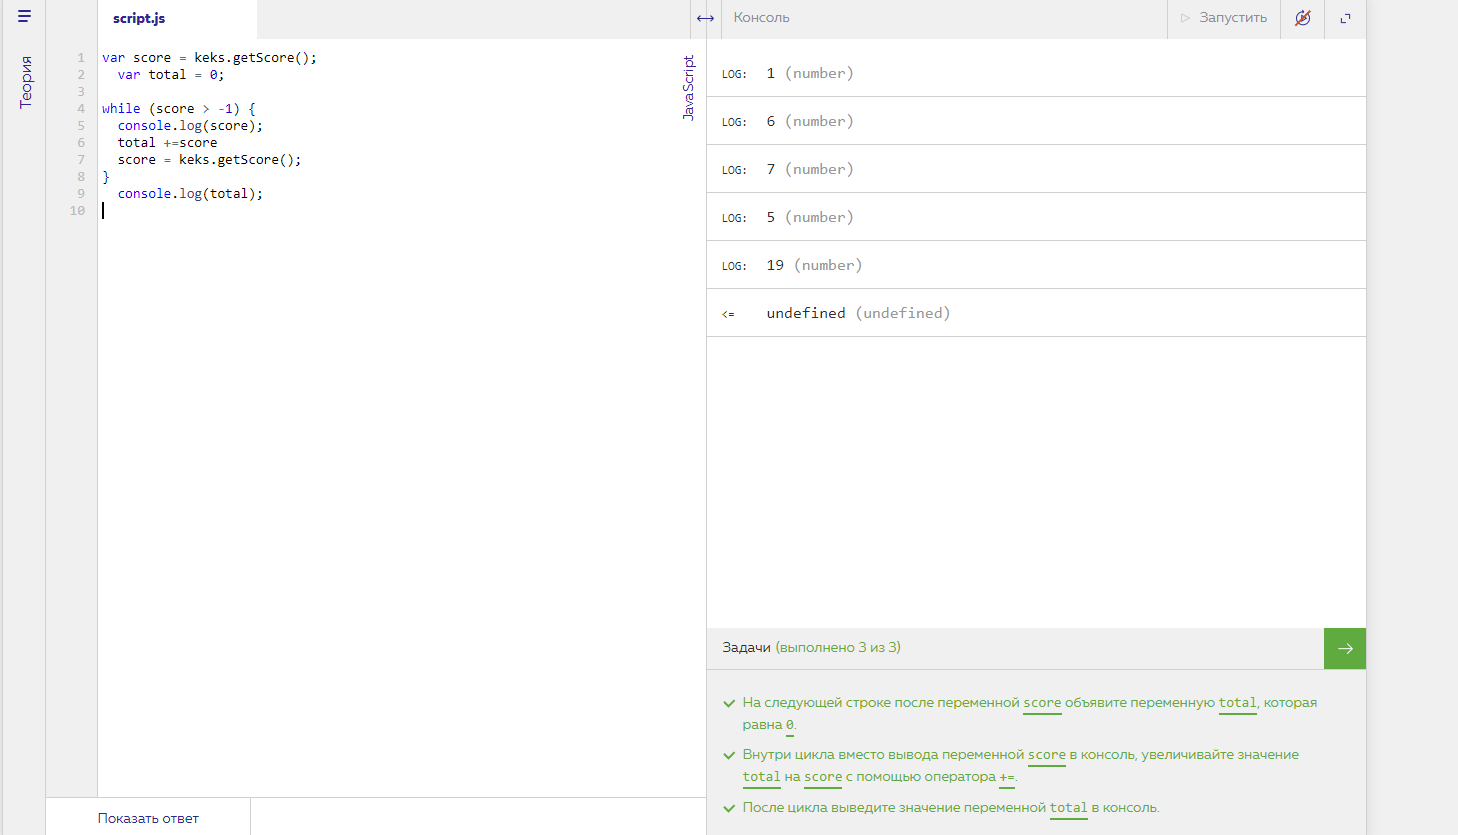 script.js
Теория
1 var score = keks.getScore();
2   var total = 0;
3
4 while (score > -1) {
5   console.log(score);
6   total +=score
7   score = keks.getScore();
8 }
9   console.log(total);
10
JavaScript
Показать ответ
Консоль
Запустить
LOG: 1 (number)
LOG: 6 (number)
LOG: 7 (number)
LOG: 5 (number)
LOG: 19 (number)
<= undefined (undefined)
Задачи (выполнено 3 из 3)
На следующей строке после переменной score объявите переменную total, которая
равна 0.
Внутри цикла вместо вывода переменной score в консоль, увеличивайте значение
total на score с помощью оператора +=.
После цикла выведите значение переменной total в консоль.